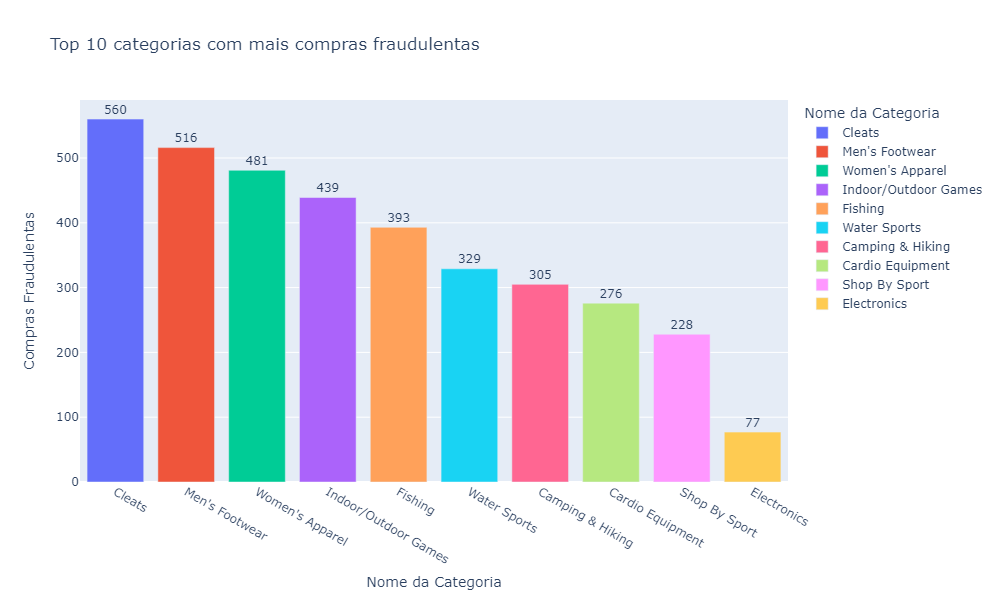 Top 10 categorias com mais compras fraudulentas
Compras Fraudulentas
500
400
300
200
100
0
560
516
481
439
393
329
305
276
228
77
Cleats
Men's Footwear
Women's Apparel
Indoor/Outdoor Games
Fishing
Water Sports
Camping & Hiking
Cardio Equipment
Shop By Sport
Electronics
Nome da Categoria
Nome da Categoria
Cleats
Men's Footwear
Women's Apparel
Indoor/Outdoor Games
Fishing
Water Sports
Camping & Hiking
Cardio Equipment
Shop By Sport
Electronics